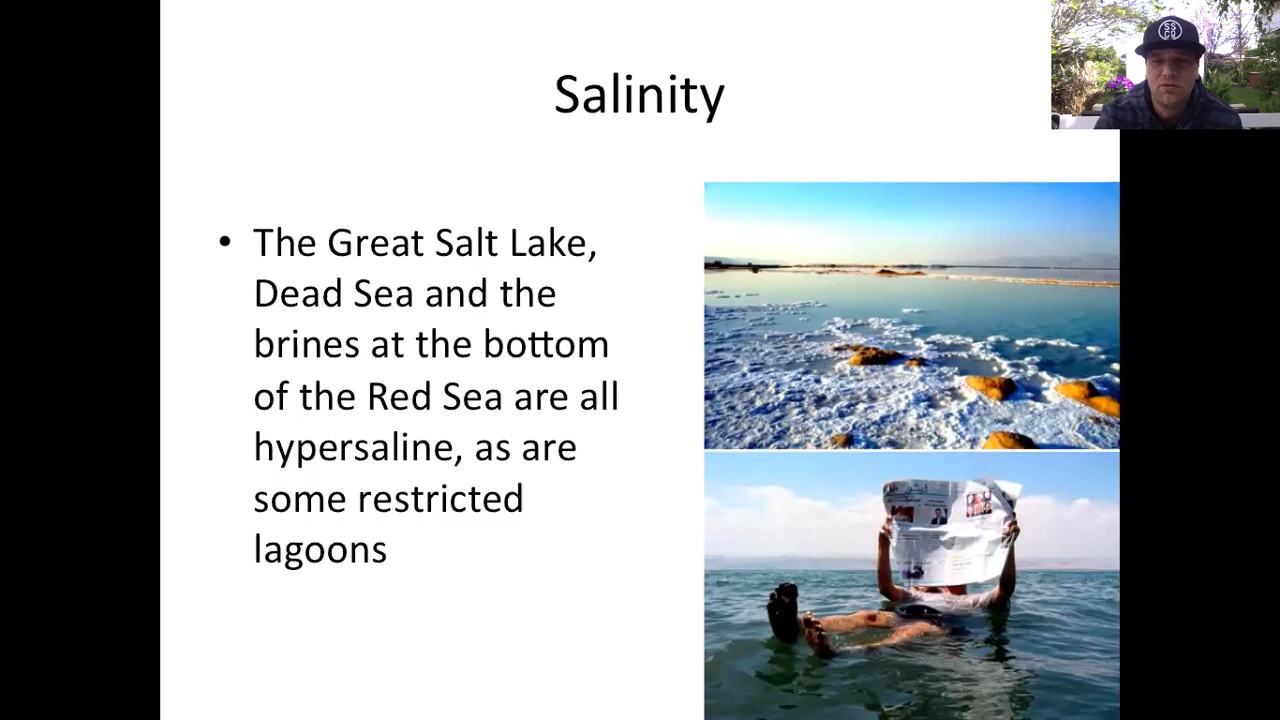 Salinity
• The Great Salt Lake,
Dead Sea and the
brines at the bottom
of the Red Sea are all
hypersaline, as are
some restricted
lagoons